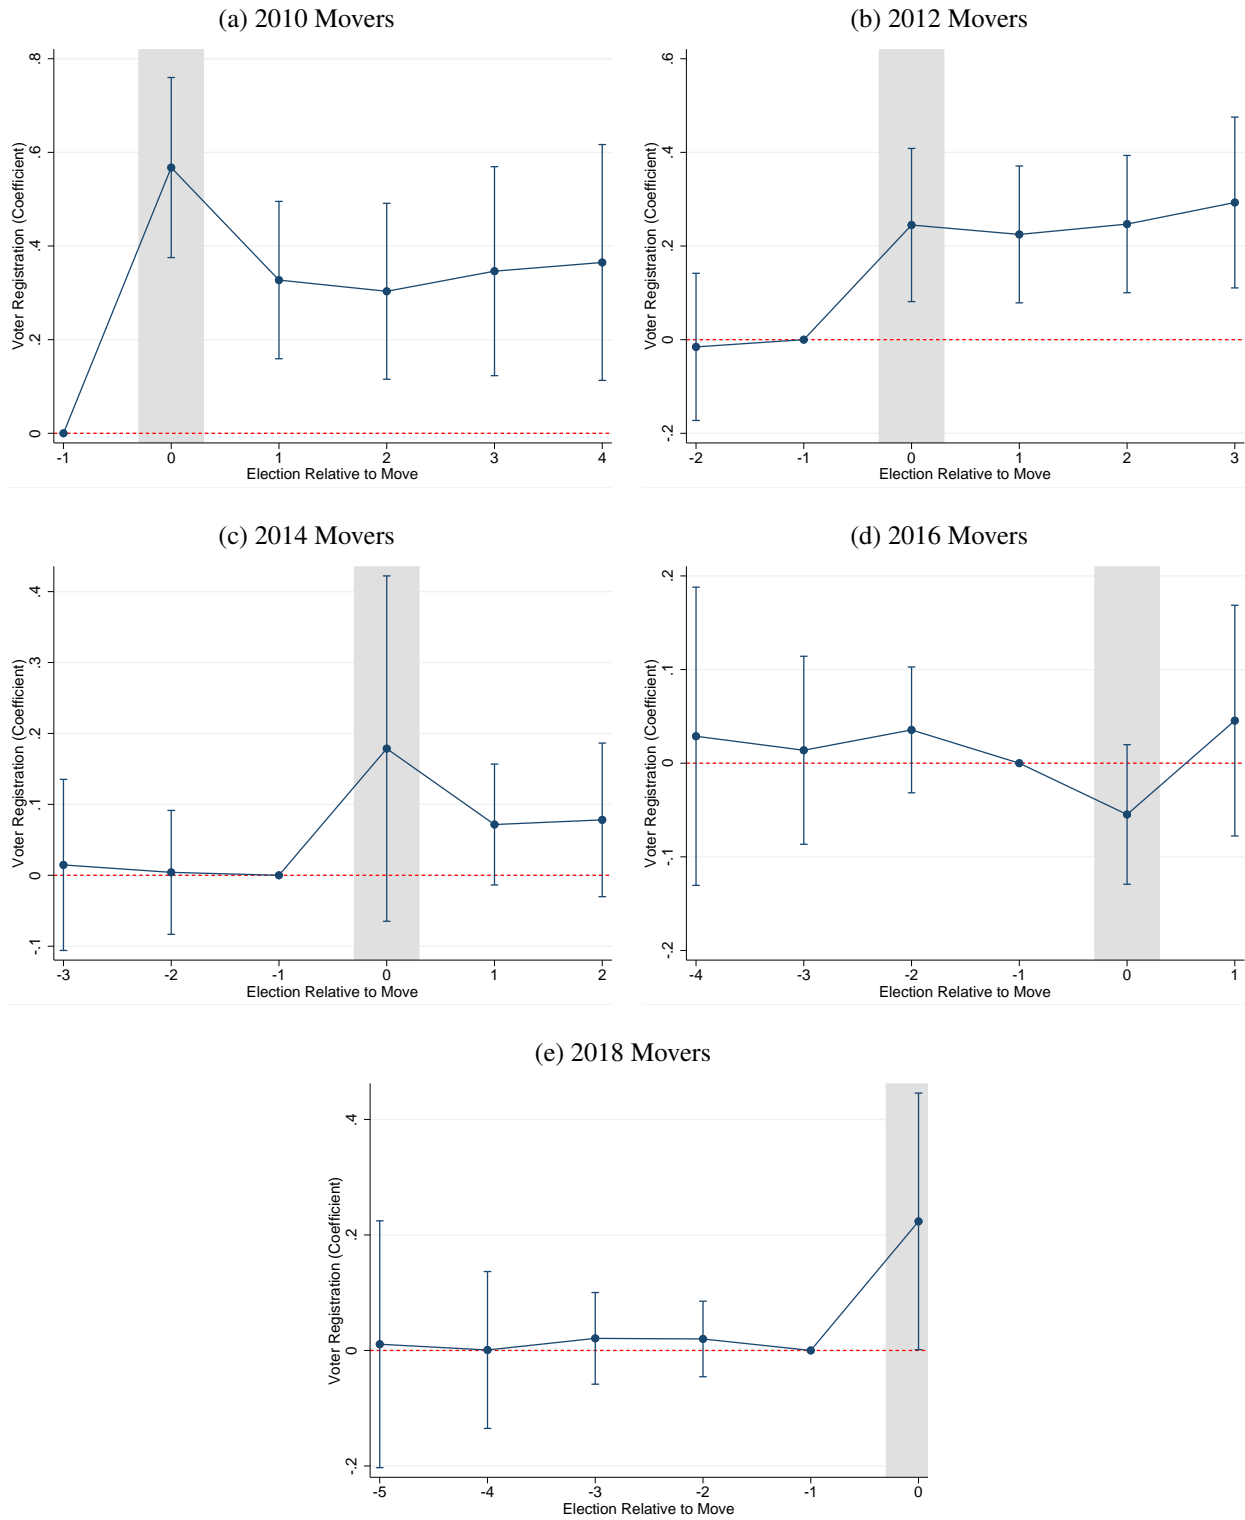 (a) 2010 Movers
Voter Registration (Coefficient)
.8
.6
.4
.2
0
-1 0 1 2 3 4
Election Relative to Move
(b) 2012 Movers
Voter Registration (Coefficient)
.6
.4
.2
0
-.2
-2 -1 0 1 2 3
Election Relative to Move
(c) 2014 Movers
Voter Registration (Coefficient)
.4
.3
.2
.1
0
-.1
-3 -2 -1 0 1 2
Election Relative to Move
(d) 2016 Movers
Voter Registration (Coefficient)
.2
.1
0
-.1
-.2
-4 -3 -2 -1 0 1
Election Relative to Move
(e) 2018 Movers
Voter Registration (Coefficient)
.4
.2
0
-.2
-5 -4 -3 -2 -1 0
Election Relative to Move